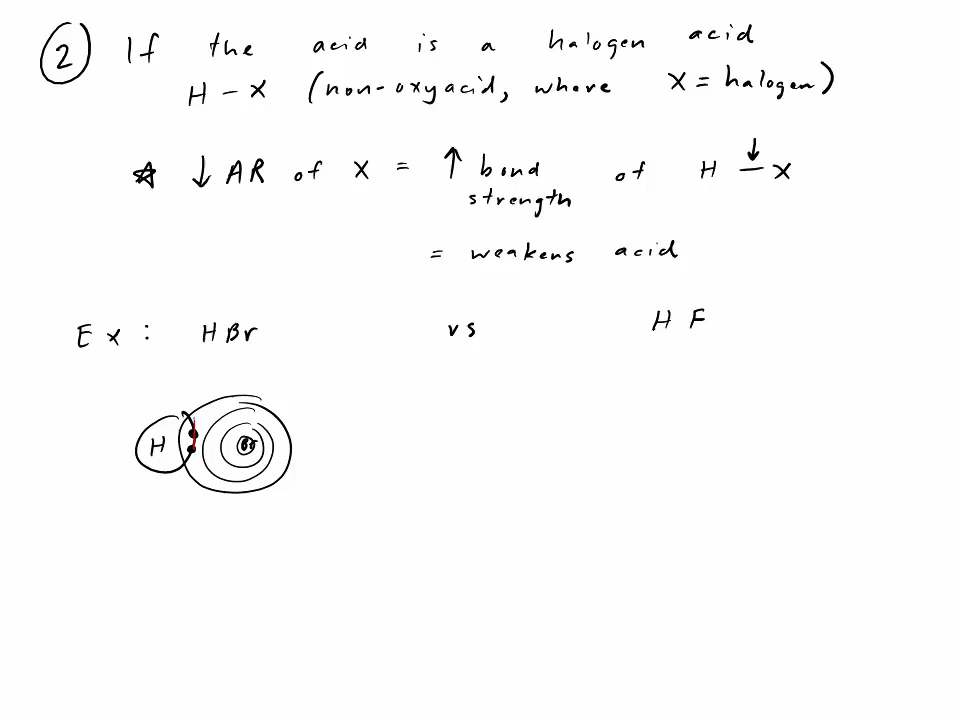 2 If the acid is a halogen acid
H - X (non-oxyacid, where X = halogen)
☆ ↓ AR of X = ↑ bond strength of H — X
= weakens acid
Ex: HBr vs HF
H Br